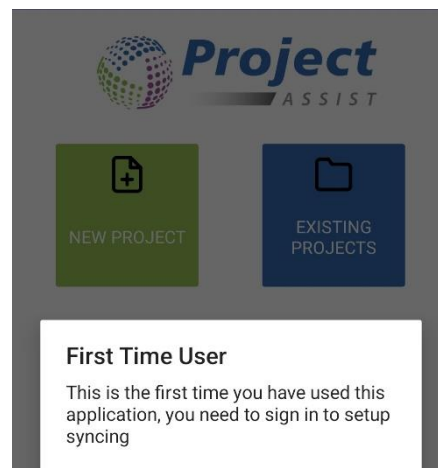 Project
ASSIST
NEW PROJECT
EXISTING
PROJECTS
First Time User
This is the first time you have used this
application, you need to sign in to setup
syncing